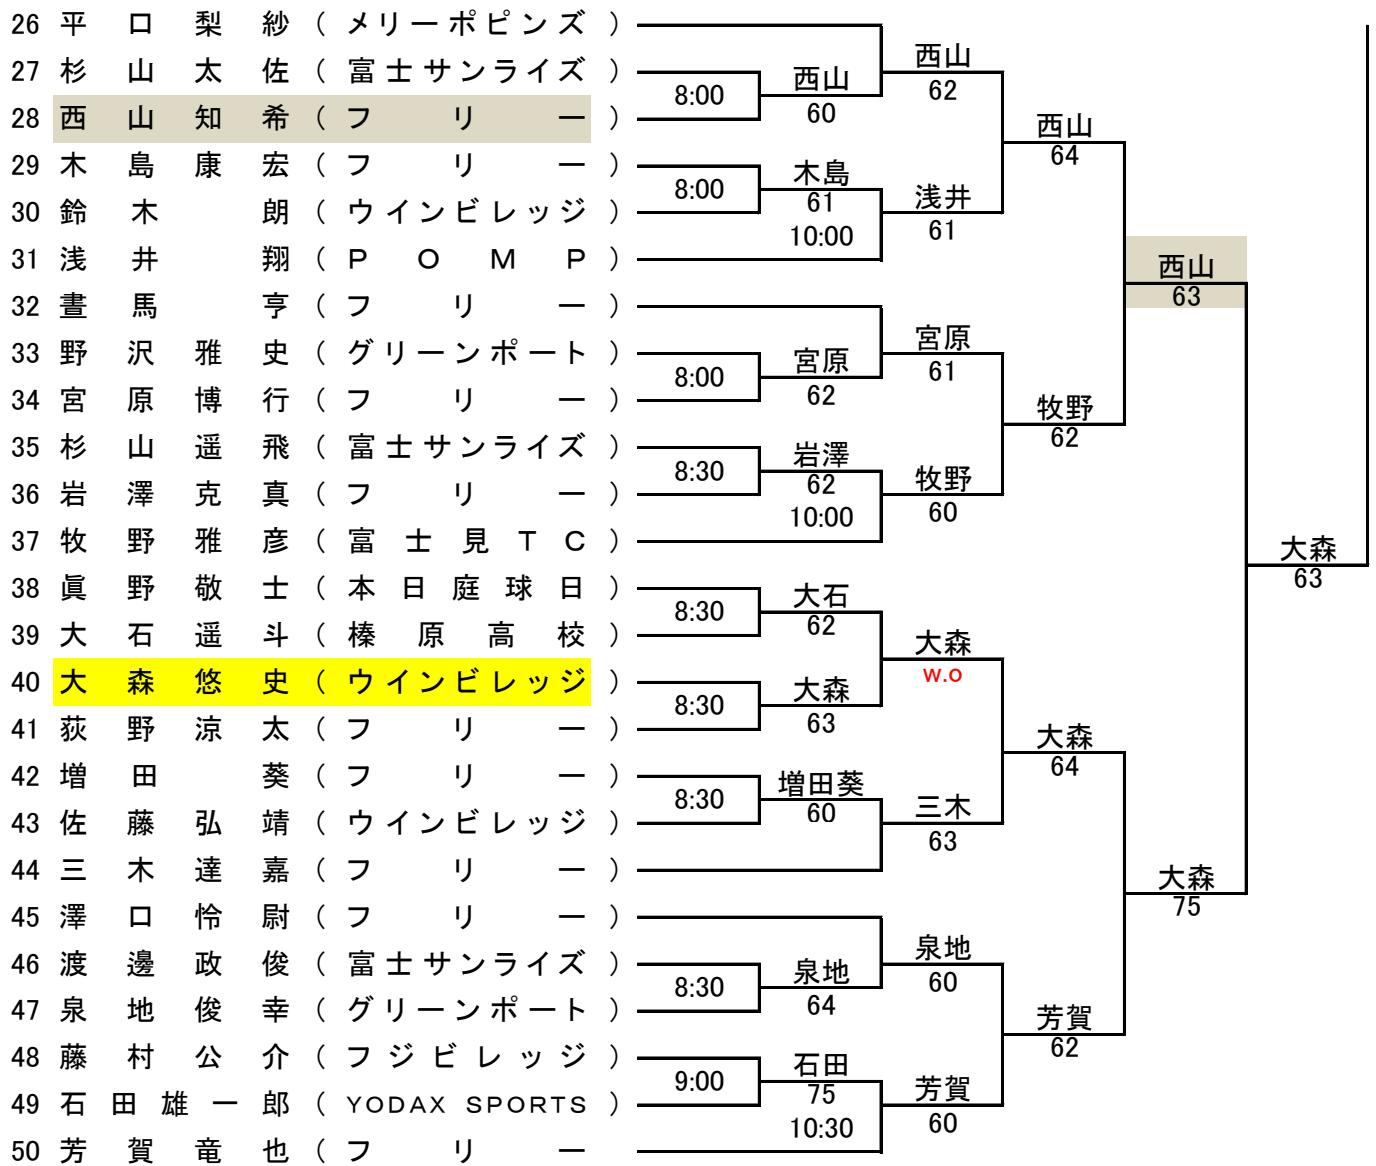 26 平口梨紗 ( メリーポピンズ )
27 杉山太佐 ( 富士サンライズ )
28 西山知希 ( フリー )
29 木島康宏 ( フリー )
30 鈴木朗 ( ウインビレッジ )
31 浅井翔 ( POMP )
32 晝馬亨 ( フリー )
33 野沢雅史 ( グリーンポート )
34 宮原博行 ( フリー )
35 杉山遥飛 ( 富士サンライズ )
36 岩澤克真 ( フリー )
37 牧野雅彦 ( 富士見TC )
38 眞野敬士 ( 本日庭球日 )
39 大石遥斗 ( 榛原高校 )
40 大森悠史 ( ウインビレッジ )
41 荻野涼太 ( フリー )
42 増田葵 ( フリー )
43 佐藤弘靖 ( ウインビレッジ )
44 三木達嘉 ( フリー )
45 澤口怜尉 ( フリー )
46 渡邊政俊 ( 富士サンライズ )
47 泉地俊幸 ( グリーンポート )
48 藤村公介 ( フジビレッジ )
49 石田雄一郎 ( YODAX SPORTS )
50 芳賀竜也 ( フリー )
8:00
8:00
8:00
8:30
8:30
8:30
8:30
8:30
9:00
西山
60
木島
61
10:00
宮原
62
岩澤
62
10:00
大石
62
大森
63
増田葵
60
泉地
64
石田
75
10:30
西山
62
浅井
61
宮原
61
牧野
60
大森
w.o
三木
63
泉地
60
芳賀
60
西山
64
牧野
62
大森
64
芳賀
62
西山
63
大森
75
大森
63